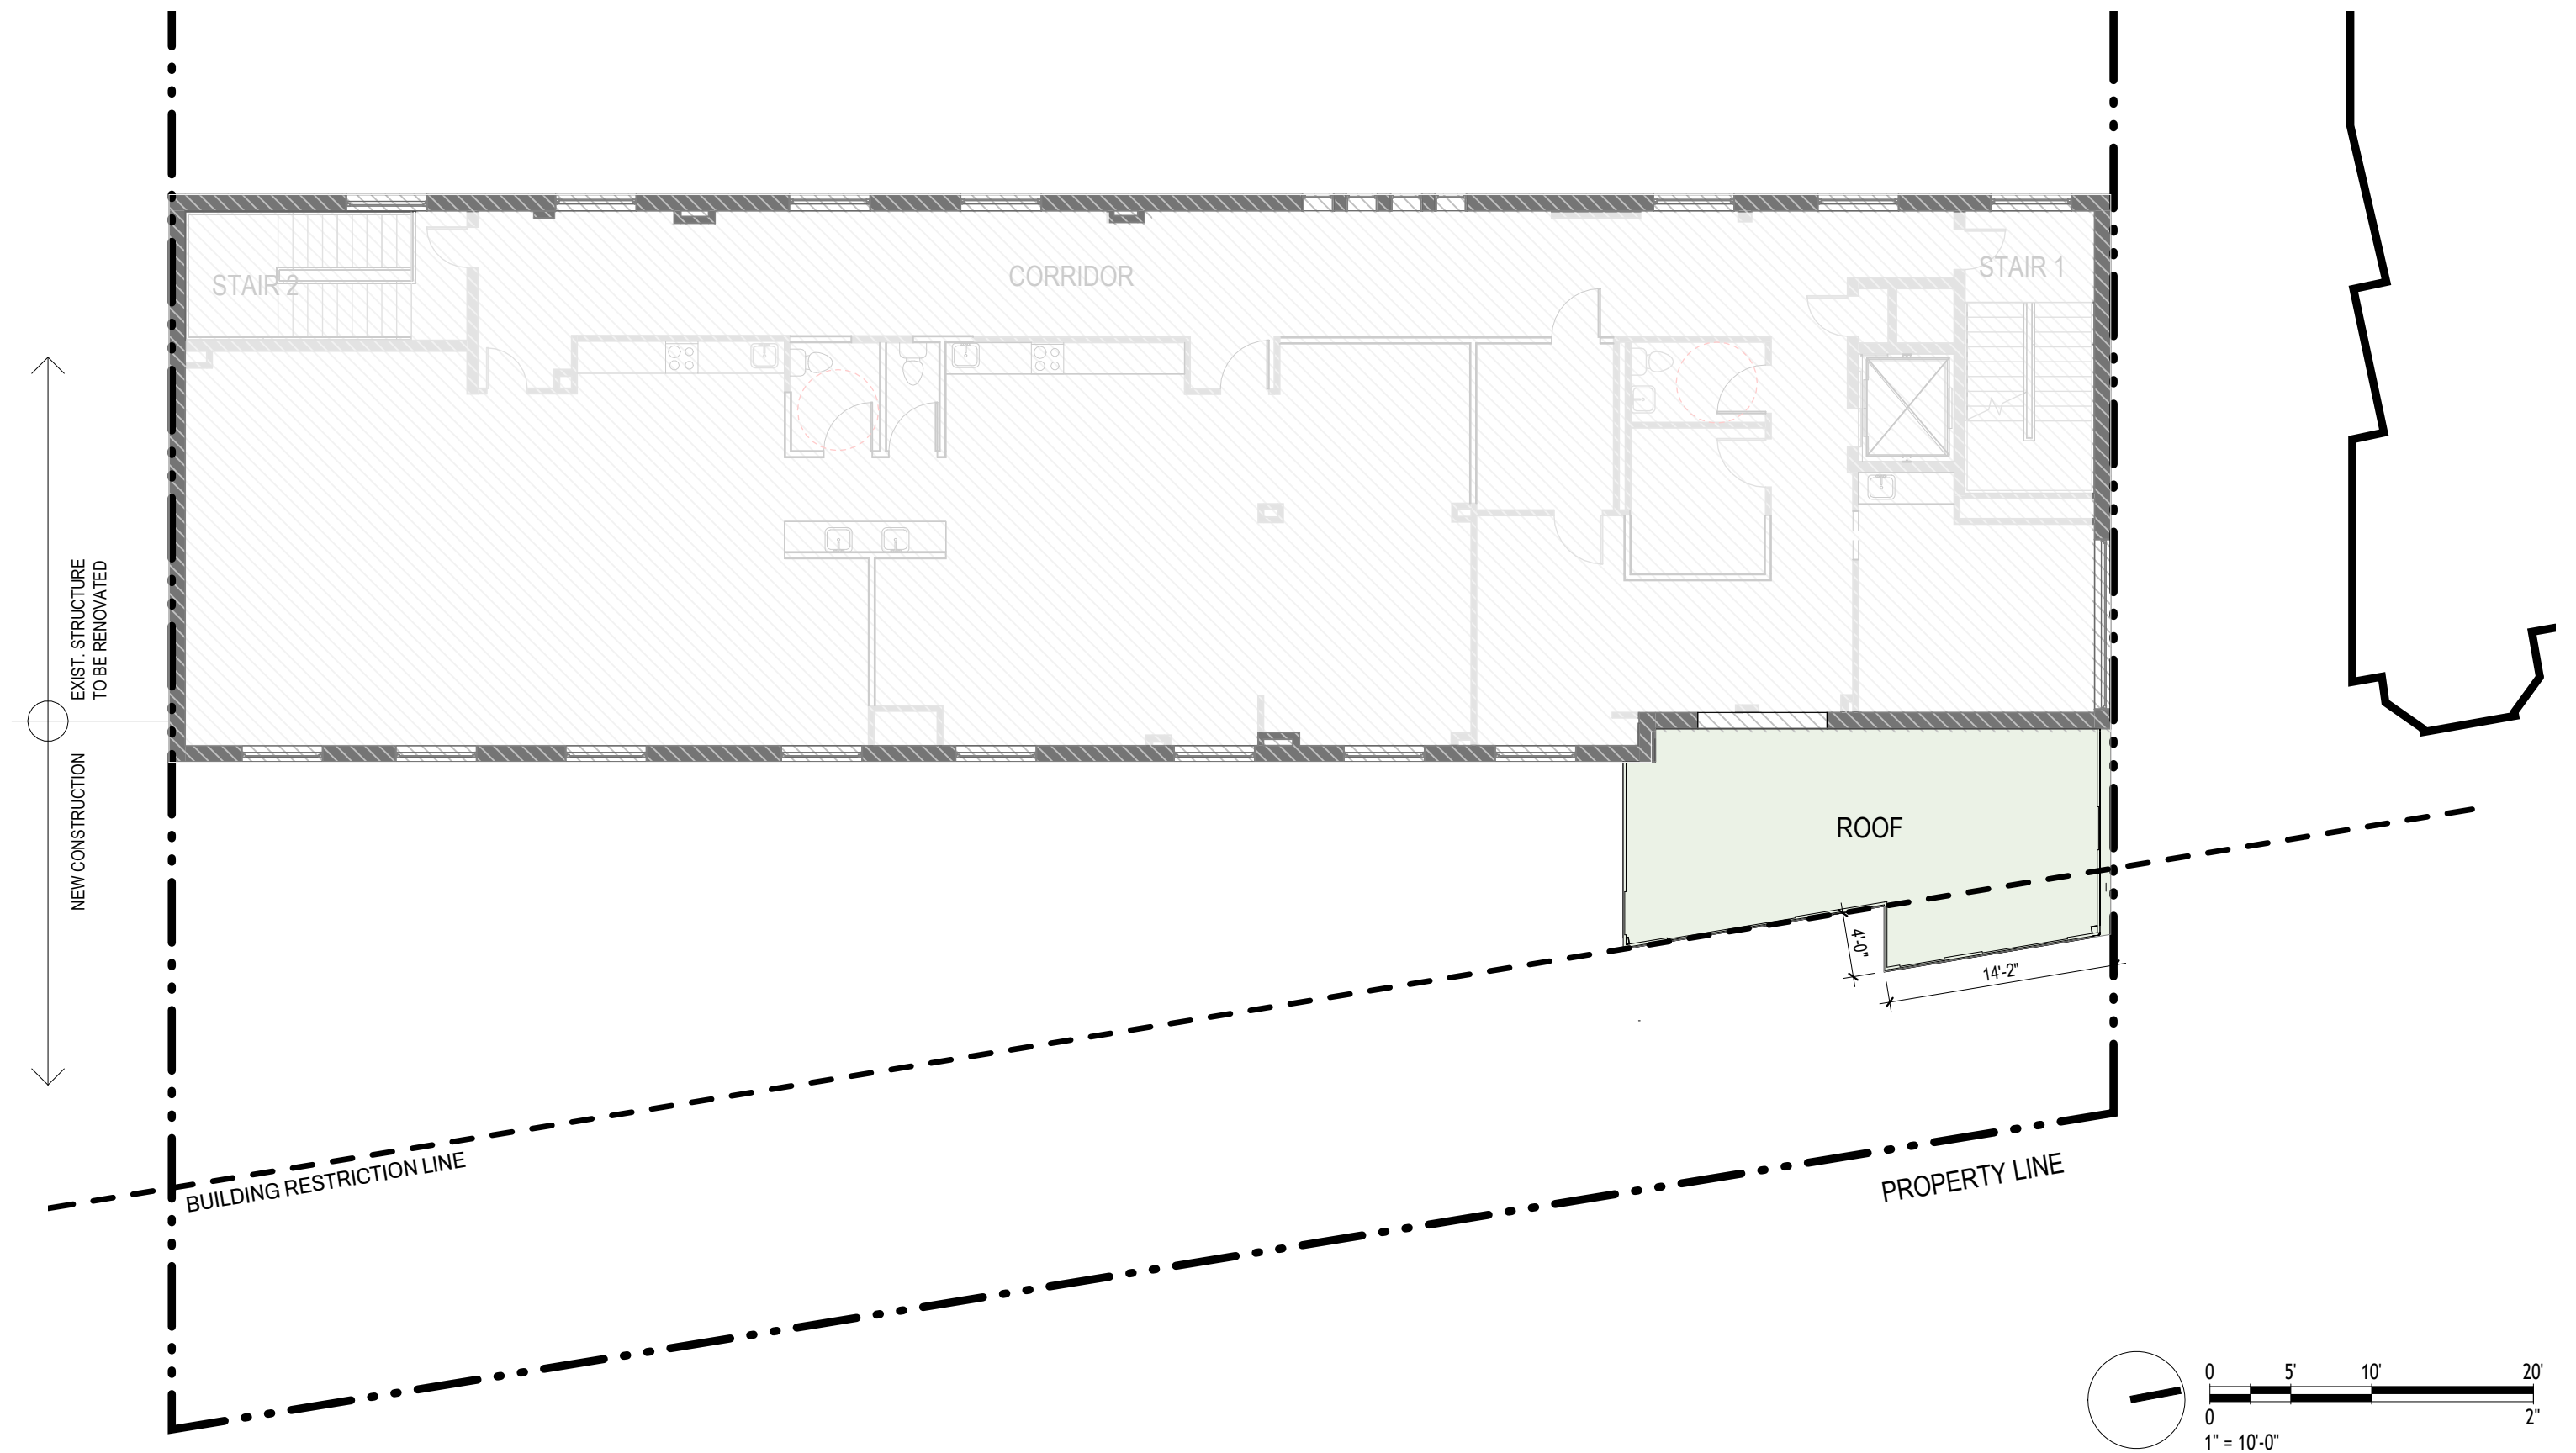 STAIR 2
CORRIDOR
STAIR 1
EXIST. STRUCTURE
TO BE RENOVATED
NEW CONSTRUCTION
ROOF
4'-0"
14'-2"
BUILDING RESTRICTION LINE
PROPERTY LINE
0 5' 10' 20'
0 2"
1" = 10'-0"